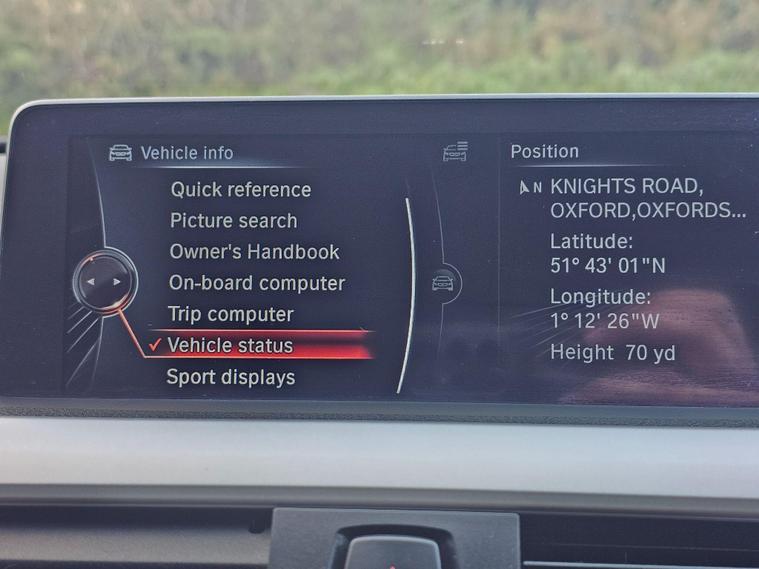 Vehicle info
Quick reference
Picture search
Owner's Handbook
On-board computer
Trip computer
✓ Vehicle status
Sport displays
Position
N KNIGHTS ROAD,
OXFORD,OXFORDS...
Latitude:
51° 43' 01"N
Longitude:
1° 12' 26"W
Height 70 yd